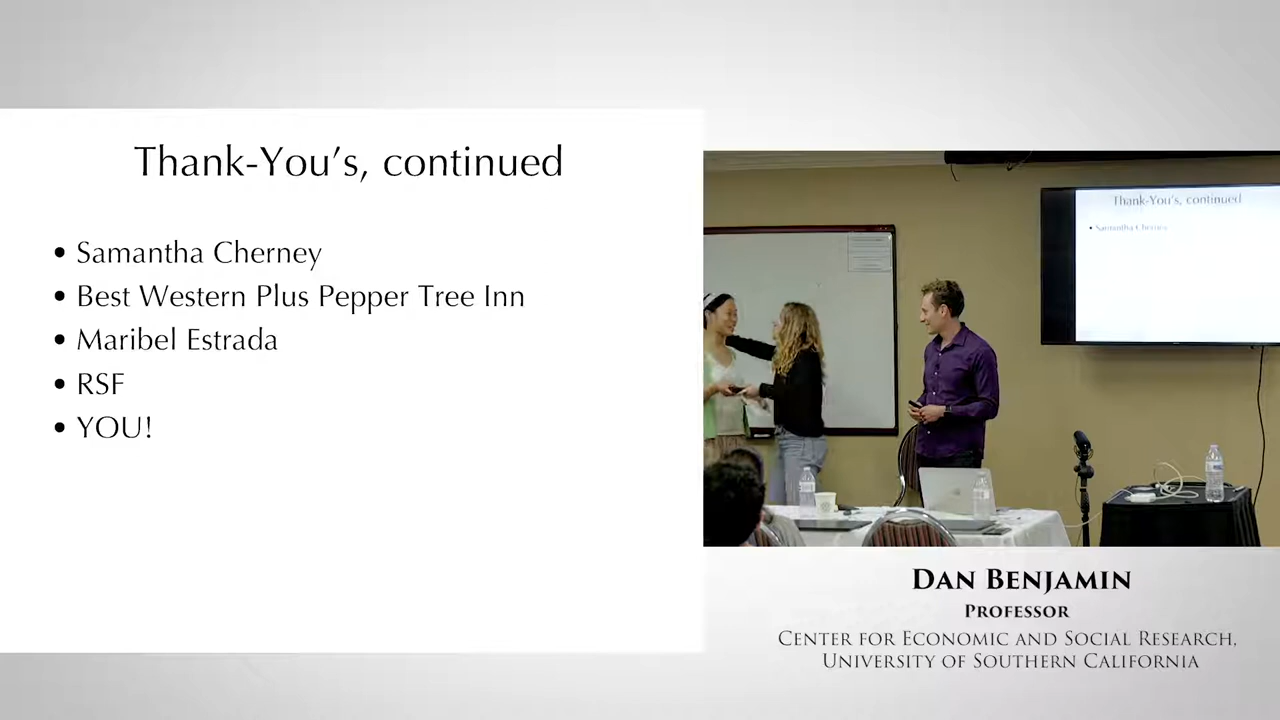 Thank-You's, continued
• Samantha Cherney
• Best Western Plus Pepper Tree Inn
• Maribel Estrada
• RSF
• YOU!
Thank-You's, continued
• Samantha Cherney
Dan Benjamin
Professor
Center for Economic and Social Research,
University of Southern California